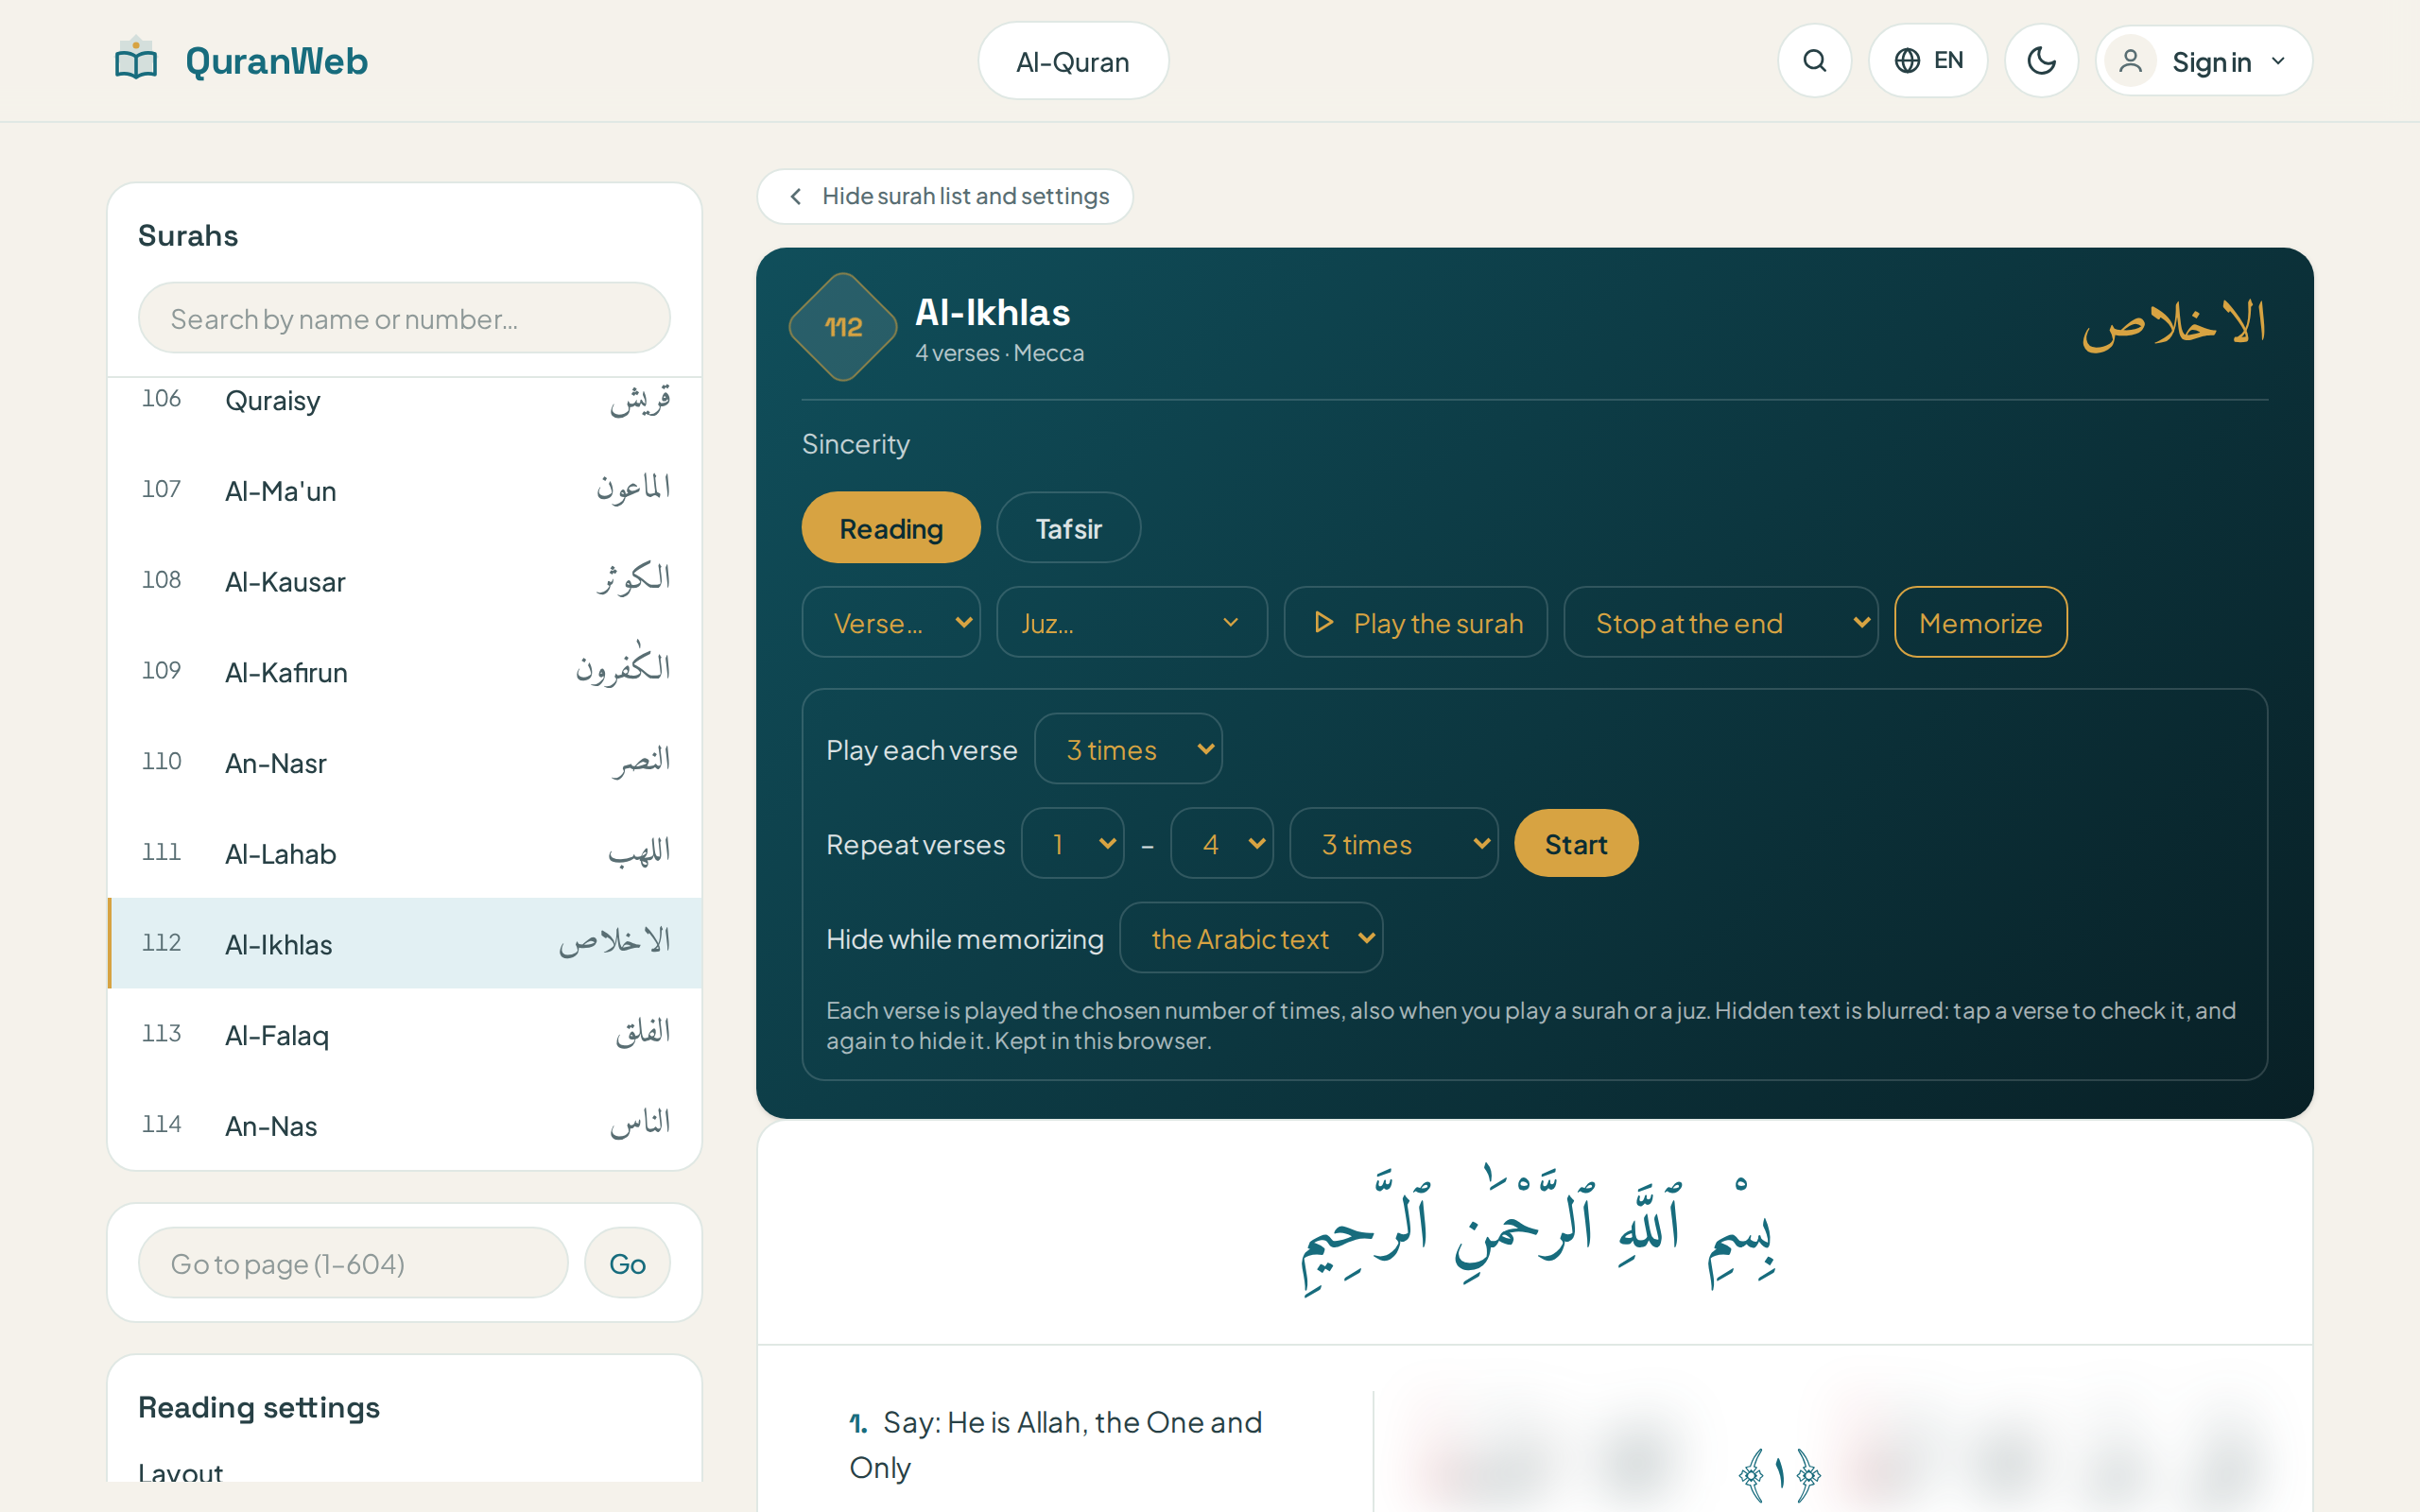 QuranWeb
Al-Quran
EN
Sign in
Surahs
Search by name or number...
106 Quraisy قريش
107 Al-Ma'un الماعون
108 Al-Kausar الكوثر
109 Al-Kafirun الكٰفرون
110 An-Nasr النصر
111 Al-Lahab اللهب
112 Al-Ikhlas الاخلاص
113 Al-Falaq الفلق
114 An-Nas الناس
Go to page (1-604) Go
Reading settings
Layout
Hide surah list and settings
112 Al-Ikhlas الاخلاص
4 verses · Mecca
Sincerity
Reading Tafsir
Verse... Juz... Play the surah Stop at the end Memorize
Play each verse 3 times
Repeat verses 1 – 4 3 times Start
Hide while memorizing the Arabic text
Each verse is played the chosen number of times, also when you play a surah or a juz. Hidden text is blurred: tap a verse to check it, and
again to hide it. Kept in this browser.
بِسْمِ ٱللَّهِ ٱلرَّحْمَٰنِ ٱلرَّحِيمِ
1. Say: He is Allah, the One and
Only
﴿١﴾